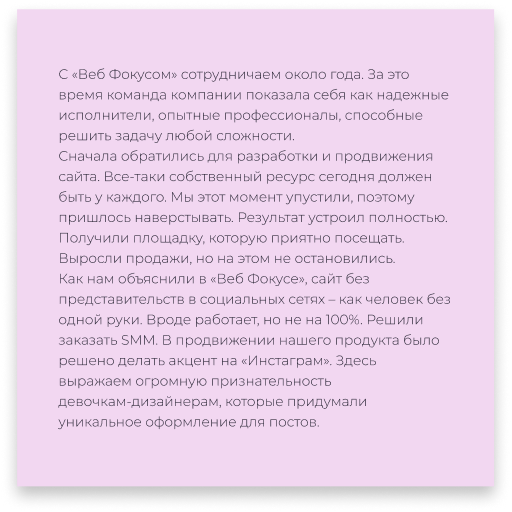 С «Веб Фокусом» сотрудничаем около года. За это
время команда компании показала себя как надежные
исполнители, опытные профессионалы, способные
решить задачу любой сложности.
Сначала обратились для разработки и продвижения
сайта. Все-таки собственный ресурс сегодня должен
быть у каждого. Мы этот момент упустили, поэтому
пришлось наверстывать. Результат устроил полностью.
Получили площадку, которую приятно посещать.
Выросли продажи, но на этом не остановились.
Как нам объяснили в «Веб Фокусе», сайт без
представительств в социальных сетях – как человек без
одной руки. Вроде работает, но не на 100%. Решили
заказать SMM. В продвижении нашего продукта было
решено делать акцент на «Инстаграм». Здесь
выражаем огромную признательность
девочкам-дизайнерам, которые придумали
уникальное оформление для постов.